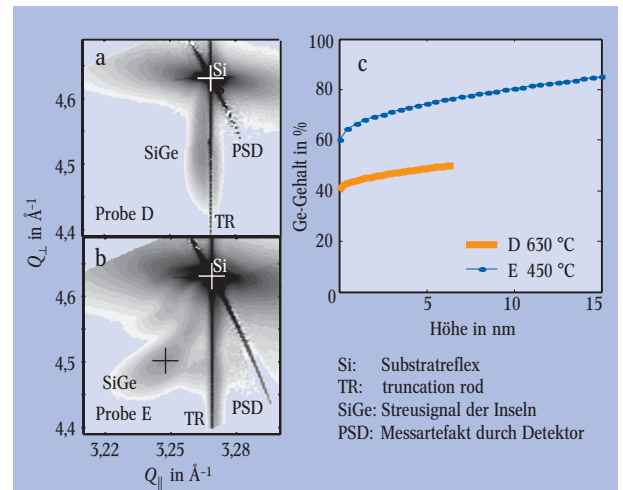 a
Si
4,6
SiGe
PSD
4,5
Probe D
TR
4,4
Q⊥ in Å⁻¹
b
Si
4,6
4,5
SiGe
Probe E
TR
PSD
4,4
3,22
3,25
3,28
Q∥ in Å⁻¹
c
100
80
60
40
20
0
Ge-Gehalt in %
D 630 °C
E 450 °C
5
10
15
Höhe in nm
Si: Substratreflex
TR: truncation rod
SiGe: Streusignal der Inseln
PSD: Messartefakt durch Detektor